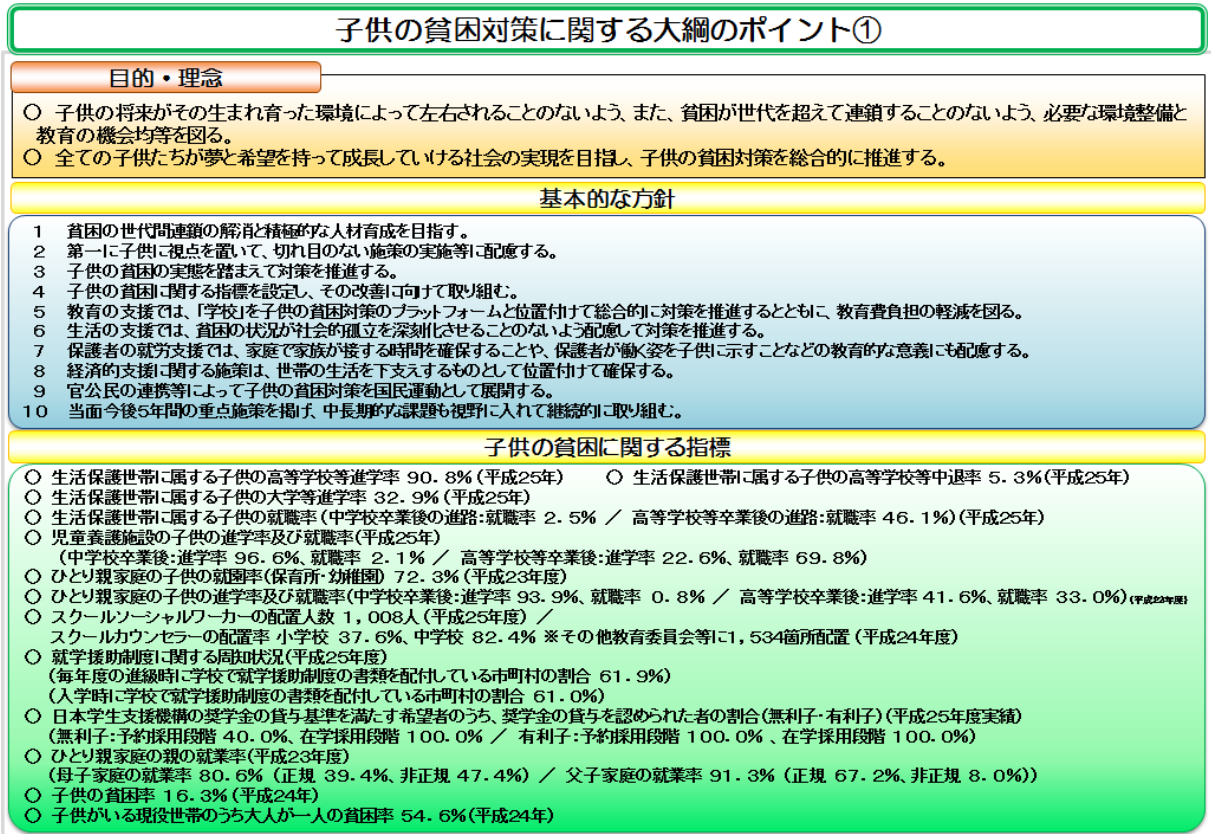 子供の貧困対策に関する大綱のポイント①
目的・理念
○ 子供の将来がその生まれ育った環境によって左右されることのないよう、また、貧困が世代を超えて連鎖することのないよう、必要な環境整備と
教育の機会均等を図る。
○ 全ての子供たちが夢と希望を持って成長していける社会の実現を目指し、子供の貧困対策を総合的に推進する。
基本的な方針
1 貧困の世代間連鎖の解消と積極的な人材育成を目指す。
2 第一に子供に視点を置いて、切れ目のない施策の実施等に配慮する。
3 子供の貧困の実態を踏まえて対策を推進する。
4 子供の貧困に関する指標を設定し、その改善に向けて取り組む。
5 教育の支援では、「学校」を子供の貧困対策のプラットフォームと位置付けて総合的に対策を推進するとともに、教育費負担の軽減を図る。
6 生活の支援では、貧困の状況が社会的孤立を深刻化させることのないよう配慮して対策を推進する。
7 保護者の就労支援では、家庭で家族が接する時間を確保することや、保護者が働く姿を子供に示すことなどの教育的な意義にも配慮する。
8 経済的支援に関する施策は、世帯の生活を下支えするものとして位置付けて確保する。
9 官公民の連携等によって子供の貧困対策を国民運動として展開する。
10 当面今後5年間の重点施策を掲げ、中長期的な課題も視野に入れて継続的に取り組む。
子供の貧困に関する指標
○ 生活保護世帯に属する子供の高等学校等進学率 90.8%(平成25年) ○ 生活保護世帯に属する子供の高等学校等中退率 5.3%(平成25年)
○ 生活保護世帯に属する子供の大学等進学率 32.9%(平成25年)
○ 生活保護世帯に属する子供の就職率(中学校卒業後の進路:就職率 2.5% / 高等学校等卒業後の進路:就職率 46.1%)(平成25年)
○ 児童養護施設の子供の進学率及び就職率(平成25年)
(中学校卒業後:進学率 96.6%、就職率 2.1% / 高等学校等卒業後:進学率 22.6%、就職率 69.8%)
○ ひとり親家庭の子供の就園率(保育所・幼稚園) 72.3%(平成23年度)
○ ひとり親家庭の子供の進学率及び就職率(中学校卒業後:進学率 93.9%、就職率 0.8% / 高等学校卒業後:進学率 41.6%、就職率 33.0%)(平成23年度)
○ スクールソーシャルワーカーの配置人数 1,008人(平成25年度) /
スクールカウンセラーの配置率 小学校 37.6%、中学校 82.4% ※その他教育委員会等に1,534箇所配置(平成24年度)
○ 就学援助制度に関する周知状況(平成25年度)
(毎年度の進級時に学校で就学援助制度の書類を配付している市町村の割合 61.9%)
(入学時に学校で就学援助制度の書類を配付している市町村の割合 61.0%)
○ 日本学生支援機構の奨学金の貸与基準を満たす希望者のうち、奨学金の貸与を認められた者の割合(無利子・有利子)(平成25年度実績)
(無利子:予約採用段階 40.0%、在学採用段階 100.0% / 有利子:予約採用段階 100.0%、在学採用段階 100.0%)
○ ひとり親家庭の親の就業率(平成23年度)
(母子家庭の就業率 80.6%(正規 39.4%、非正規 47.4%) / 父子家庭の就業率 91.3%(正規 67.2%、非正規 8.0%))
○ 子供の貧困率 16.3%(平成24年)
○ 子供がいる現役世帯のうち大人が一人の貧困率 54.6%(平成24年)